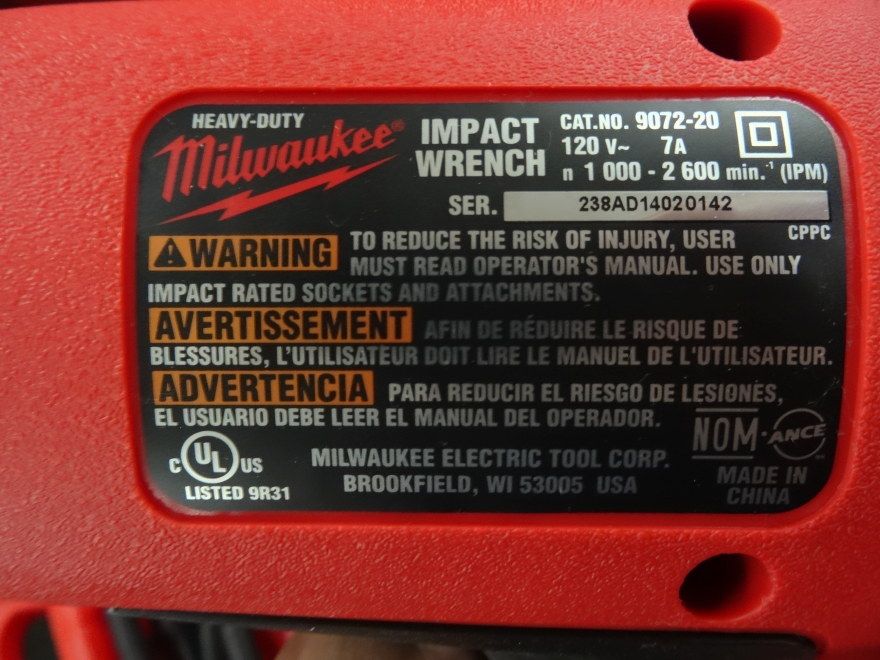 HEAVY-DUTY
Milwaukee®
IMPACT WRENCH
CAT.NO. 9072-20
120 V~ 7A
n 1 000 - 2 600 min.⁻¹ (IPM)
SER. 238AD14020142
CPPC
⚠WARNING TO REDUCE THE RISK OF INJURY, USER
MUST READ OPERATOR'S MANUAL. USE ONLY
IMPACT RATED SOCKETS AND ATTACHMENTS.
AVERTISSEMENT AFIN DE RÉDUIRE LE RISQUE DE
BLESSURES, L'UTILISATEUR DOIT LIRE LE MANUEL DE L'UTILISATEUR.
ADVERTENCIA PARA REDUCIR EL RIESGO DE LESIONES,
EL USUARIO DEBE LEER EL MANUAL DEL OPERADOR.
C UL US
LISTED 9R31
MILWAUKEE ELECTRIC TOOL CORP.
BROOKFIELD, WI 53005 USA
NOM-ANCE
MADE IN
CHINA